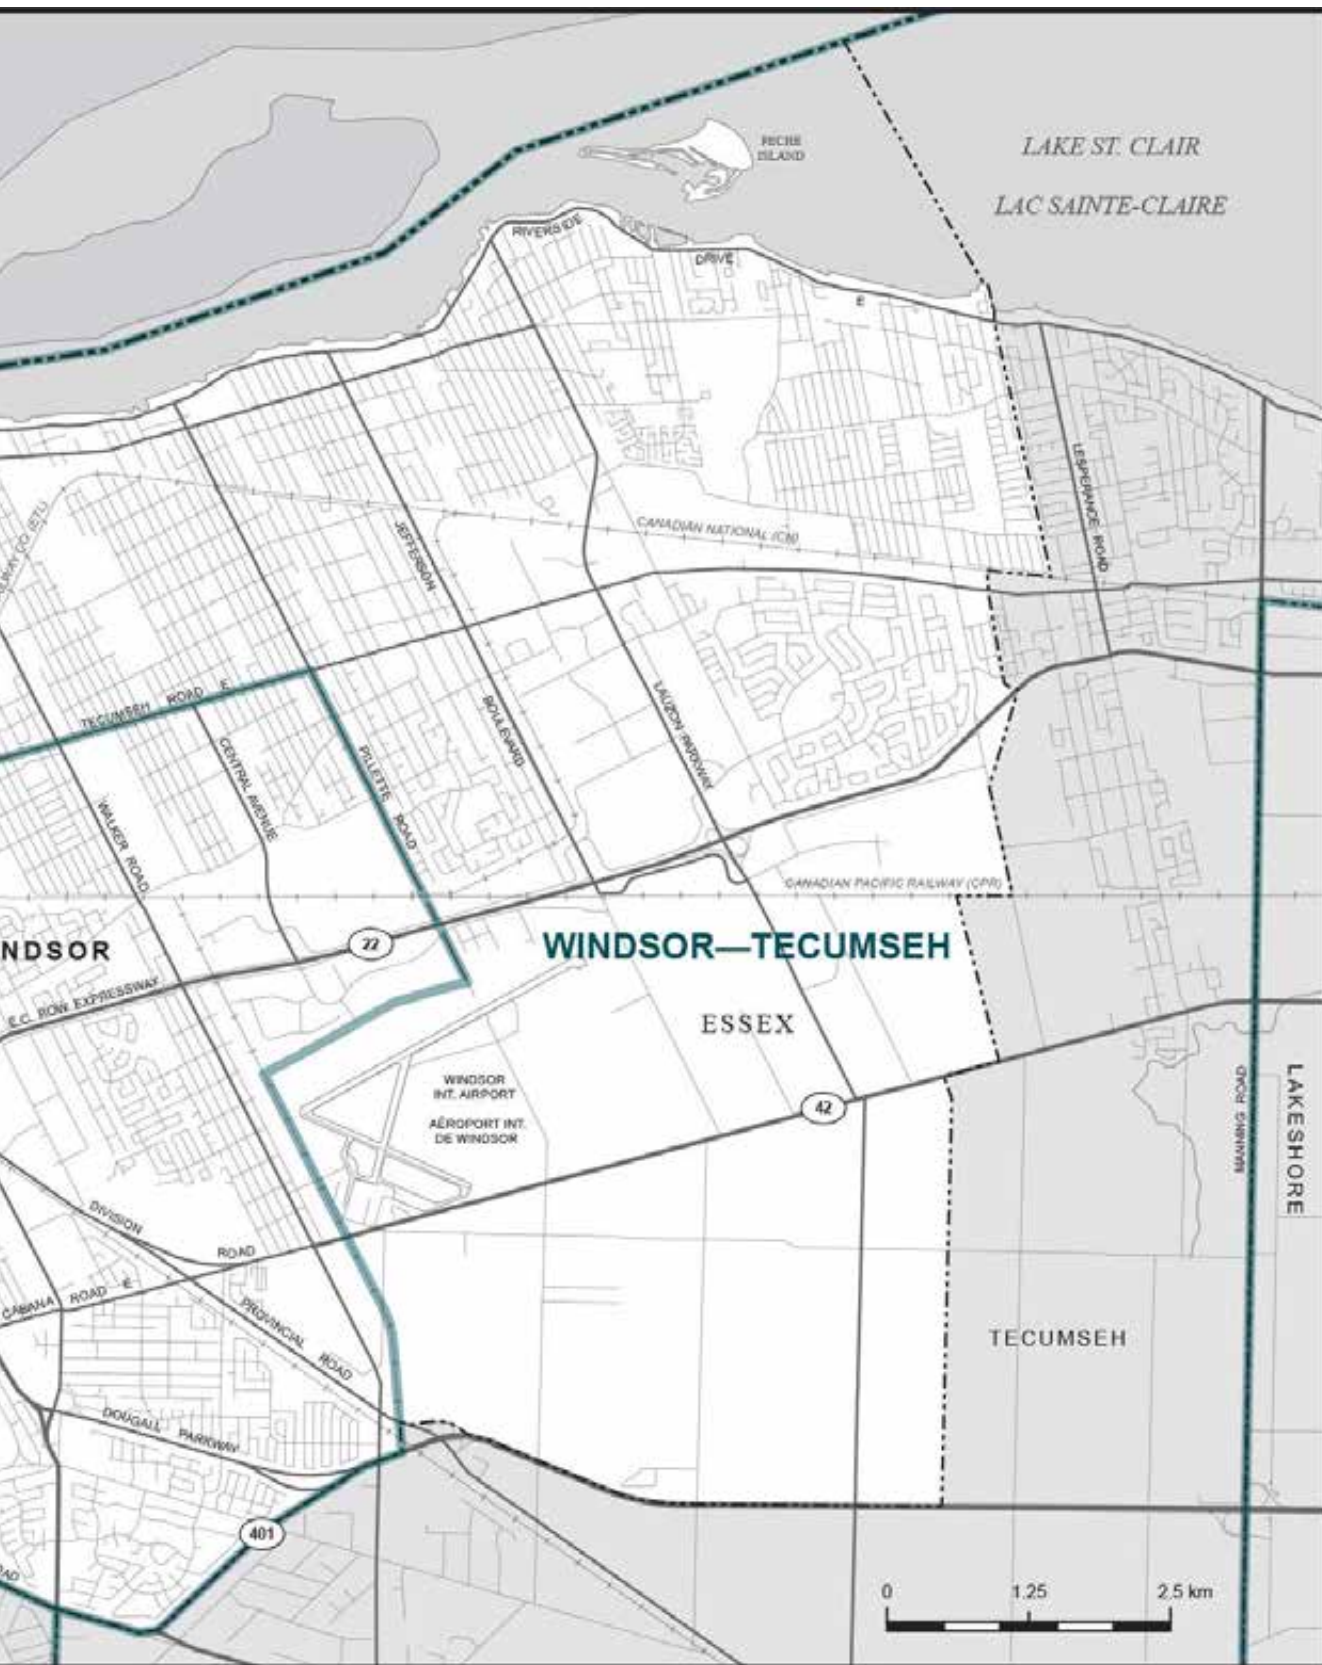 PECHE
ISLAND
LAKE ST. CLAIR
LAC SAINTE-CLAIRE
RIVERSIDE
DRIVE
E
LESPERANCE ROAD
CANADIAN NATIONAL (CN)
JEFFERSON
BOULEVARD
LAUZON PARKWAY
TECUMSEH ROAD E
CENTRAL AVENUE
PILLETTE ROAD
WALKER ROAD
CANADIAN PACIFIC RAILWAY (CPR)
NDSOR
22
WINDSOR—TECUMSEH
E.C. ROW EXPRESSWAY
ESSEX
WINDSOR
INT. AIRPORT
AÉROPORT INT.
DE WINDSOR
42
MANNING ROAD
LAKESHORE
DIVISION
ROAD
CABANA ROAD E
PROVINCIAL ROAD
TECUMSEH
DOUGALL PARKWAY
401
OAD
0 1.25 2.5 km